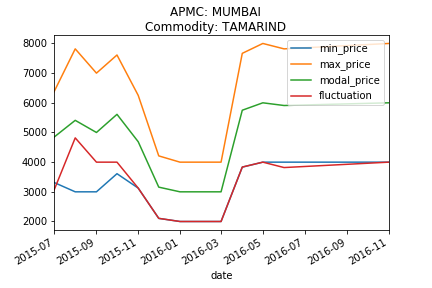 APMC: MUMBAI
Commodity: TAMARIND
8000
7000
6000
5000
4000
3000
2000
min_price
max_price
modal_price
fluctuation
2015-07
2015-09
2015-11
2016-01
2016-03
2016-05
2016-07
2016-09
2016-11
date